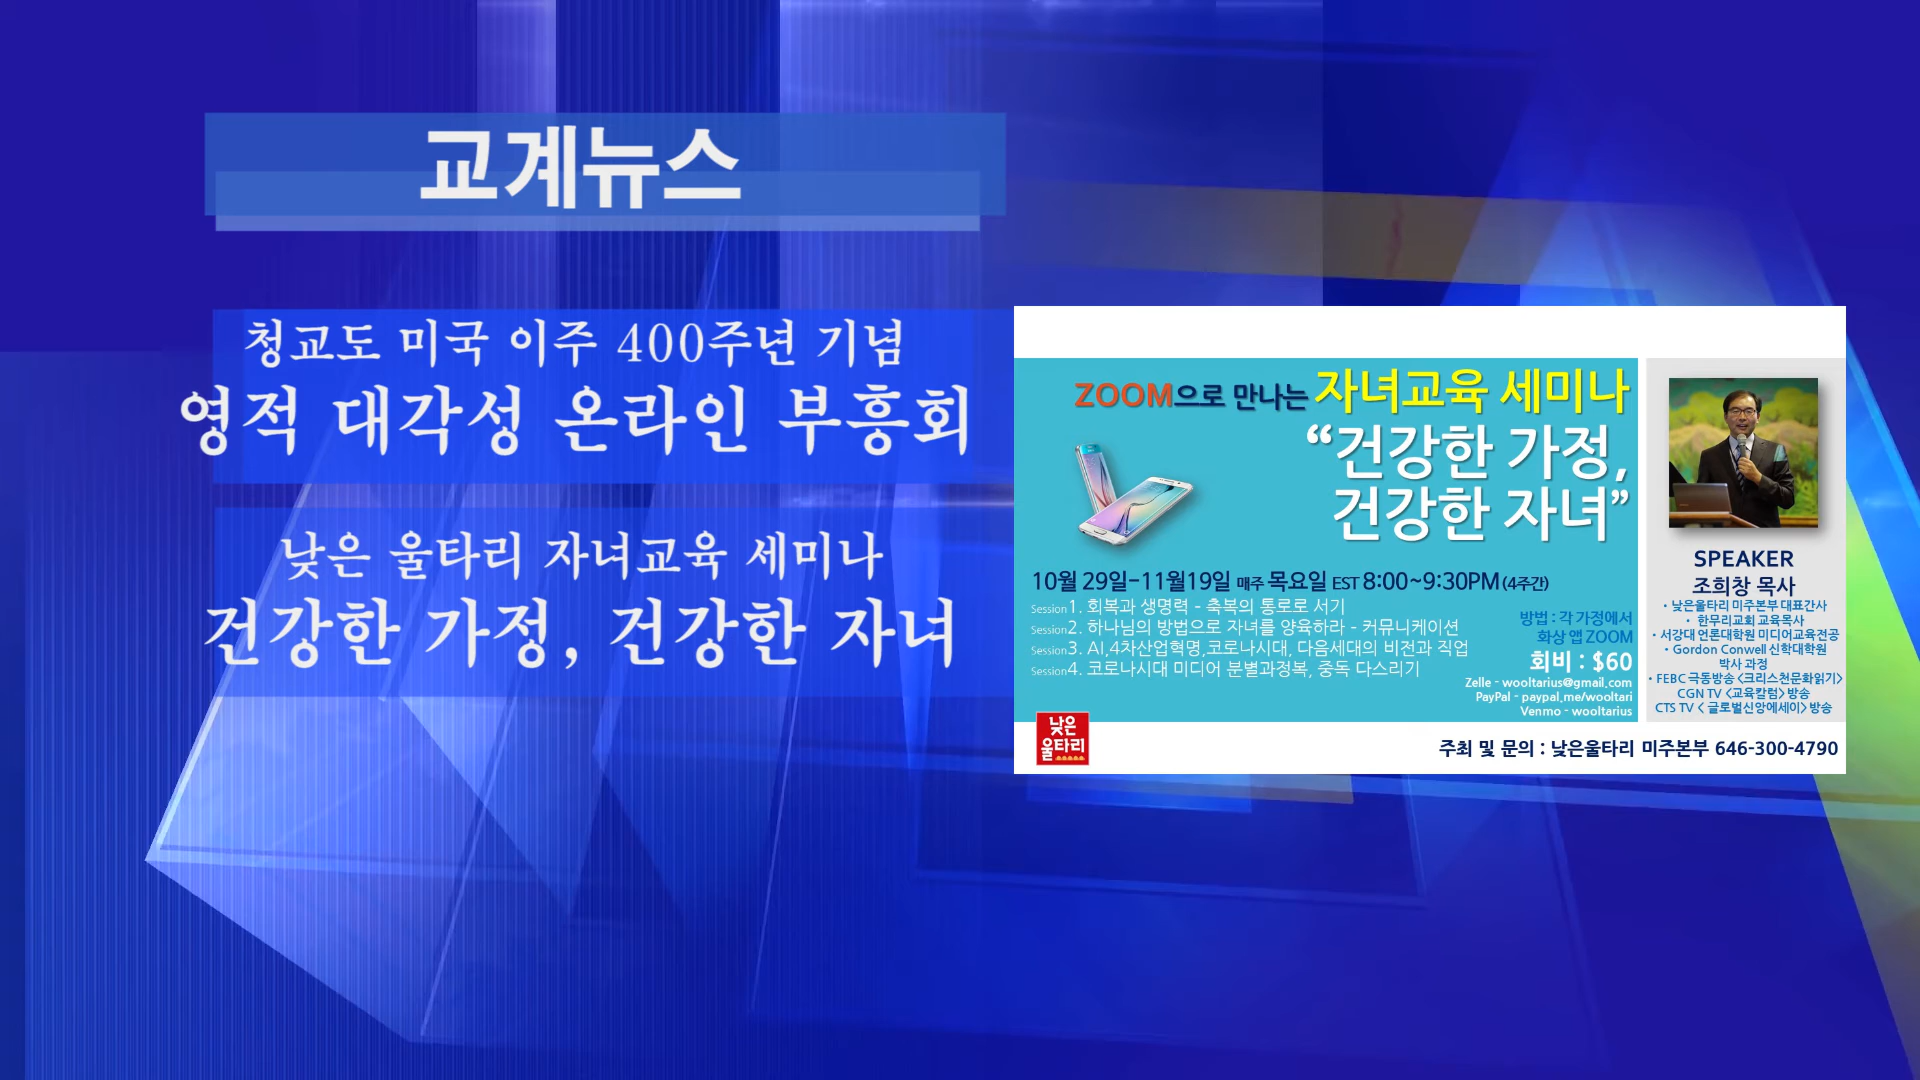 교계뉴스
청교도 미국 이주 400주년 기념
영적 대각성 온라인 부흥회
낮은 울타리 자녀교육 세미나
건강한 가정, 건강한 자녀
ZOOM으로 만나는 자녀교육 세미나
“건강한 가정,
건강한 자녀”
10월 29일-11월19일 매주 목요일 EST 8:00~9:30PM(4주간)
Session1. 회복과 생명력 - 축복의 통로로 서기
Session2. 하나님의 방법으로 자녀를 양육하라 - 커뮤니케이션
Session3. AI,4차산업혁명,코로나시대, 다음세대의 비전과 직업
Session4. 코로나시대 미디어 분별과정복, 중독 다스리기
방법 : 각 가정에서
화상 앱 ZOOM
회비 : $60
Zelle - wooltarius@gmail.com
PayPal - paypal.me/wooltari
Venmo - wooltarius
SPEAKER
조희창 목사
• 낮은울타리 미주본부 대표간사
• 한무리교회 교육목사
• 서강대 언론대학원 미디어교육전공
• Gordon Conwell 신학대학원
박사 과정
• FEBC 극동방송 <크리스천문화읽기>
CGN TV <교육칼럼> 방송
CTS TV < 글로벌신앙에세이> 방송
낮은
울타리
주최 및 문의 : 낮은울타리 미주본부 646-300-4790